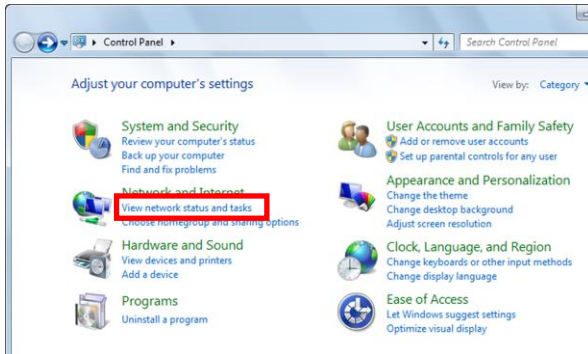 Control Panel
Search Control Panel
Adjust your computer's settings
View by: Category
System and Security
Review your computer's status
Back up your computer
Find and fix problems
Network and Internet
View network status and tasks
Choose homegroup and sharing options
Hardware and Sound
View devices and printers
Add a device
Programs
Uninstall a program
User Accounts and Family Safety
Add or remove user accounts
Set up parental controls for any user
Appearance and Personalization
Change the theme
Change desktop background
Adjust screen resolution
Clock, Language, and Region
Change keyboards or other input methods
Change display language
Ease of Access
Let Windows suggest settings
Optimize visual display